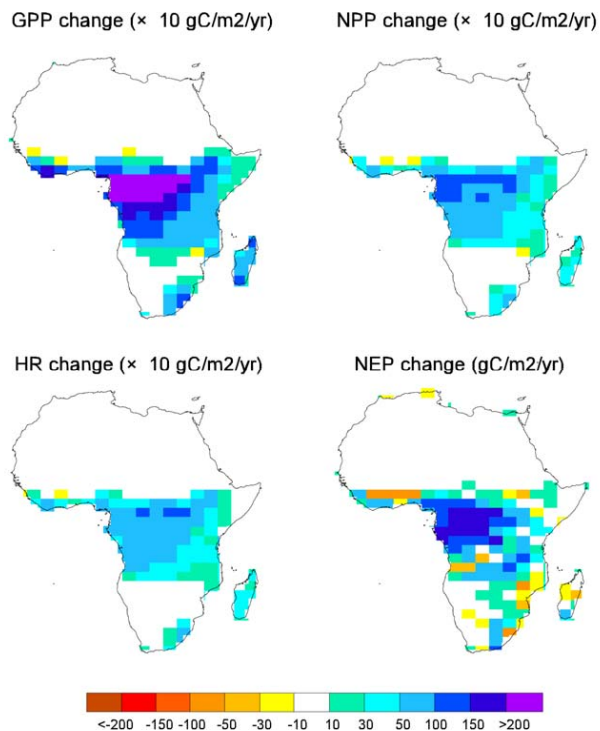 GPP change (× 10 gC/m2/yr)
NPP change (× 10 gC/m2/yr)
HR change (× 10 gC/m2/yr)
NEP change (gC/m2/yr)
<-200 -150 -100 -50 -30 -10 10 30 50 100 150 >200